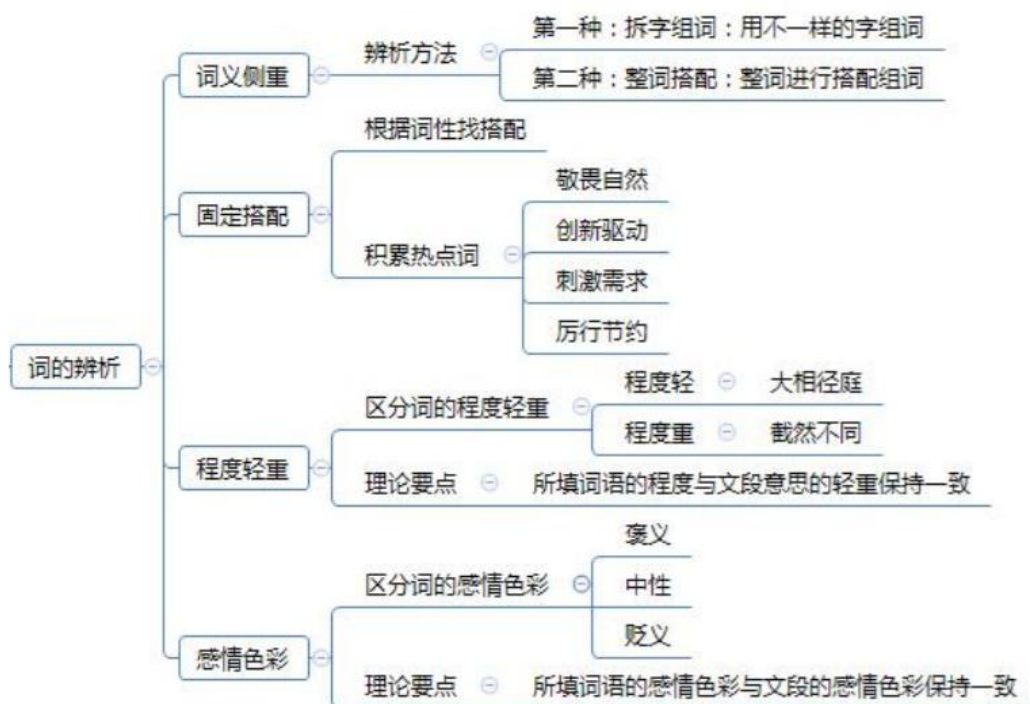 词的辨析
词义侧重
辨析方法
第一种：拆字组词：用不一样的字组词
第二种：整词搭配：整词进行搭配组词
固定搭配
根据词性找搭配
积累热点词
敬畏自然
创新驱动
刺激需求
厉行节约
程度轻重
区分词的程度轻重
程度轻
大相径庭
程度重
截然不同
理论要点
所填词语的程度与文段意思的轻重保持一致
感情色彩
区分词的感情色彩
褒义
中性
贬义
理论要点
所填词语的感情色彩与文段的感情色彩保持一致